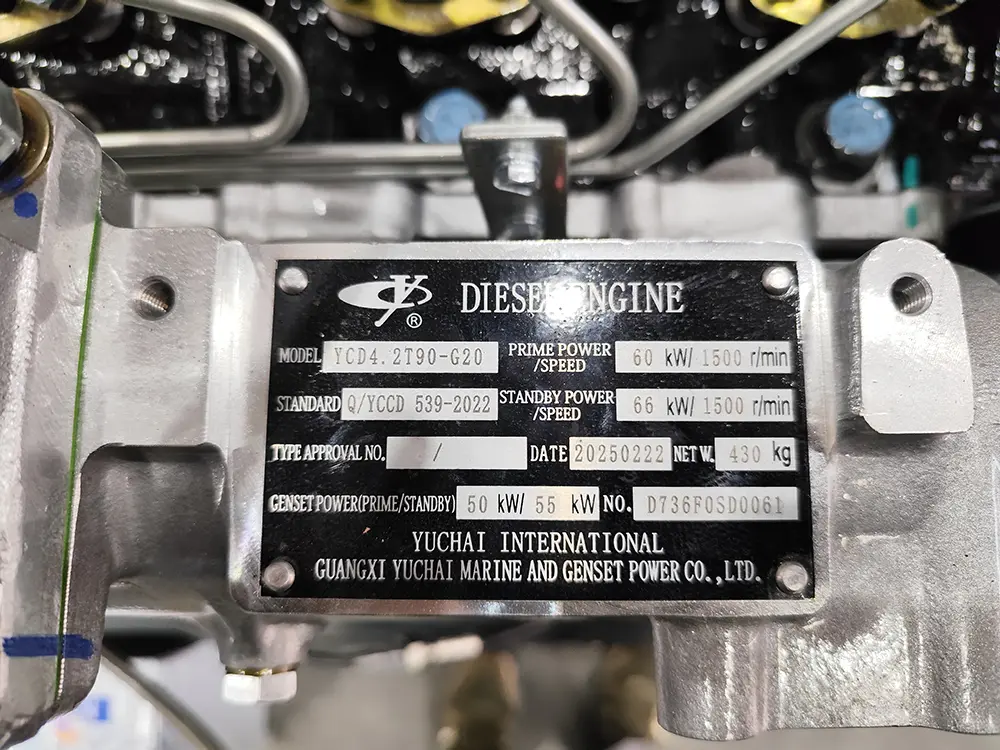 DIESEL ENGINE
®
MODEL YCD4.2T90-G20 PRIME POWER /SPEED 60 kW/ 1500 r/min
STANDARD Q/YCCD 539-2022 STANDBY POWER /SPEED 66 kW/ 1500 r/min
TYPE APPROVAL NO. / DATE 20250222 NET W. 430 kg
GENSET POWER(PRIME/STANDBY) 50 kW/ 55 kW NO. D736F0SD0061
YUCHAI INTERNATIONAL
GUANGXI YUCHAI MARINE AND GENSET POWER CO.,LTD.